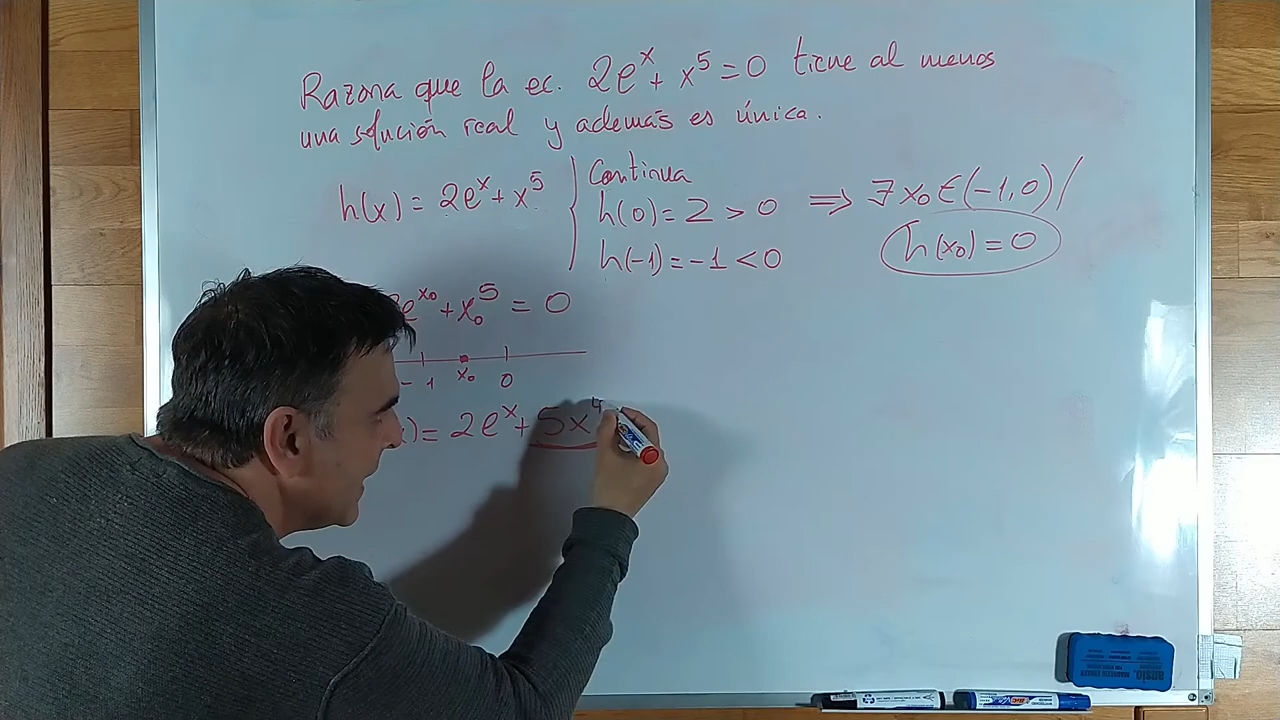 Razona que la ec. 2e^x + x^5 = 0 tiene al menos
una solución real y además es única.
h(x) = 2e^x + x^5
Continua
h(0) = 2 > 0
h(-1) = -1 < 0
⇒ ∃ x₀ ∈ (-1, 0) /
h(x₀) = 0
2e^x₀ + x₀^5 = 0
-1 x₀ 0
) = 2e^x + 5x^4
ansio
BIC